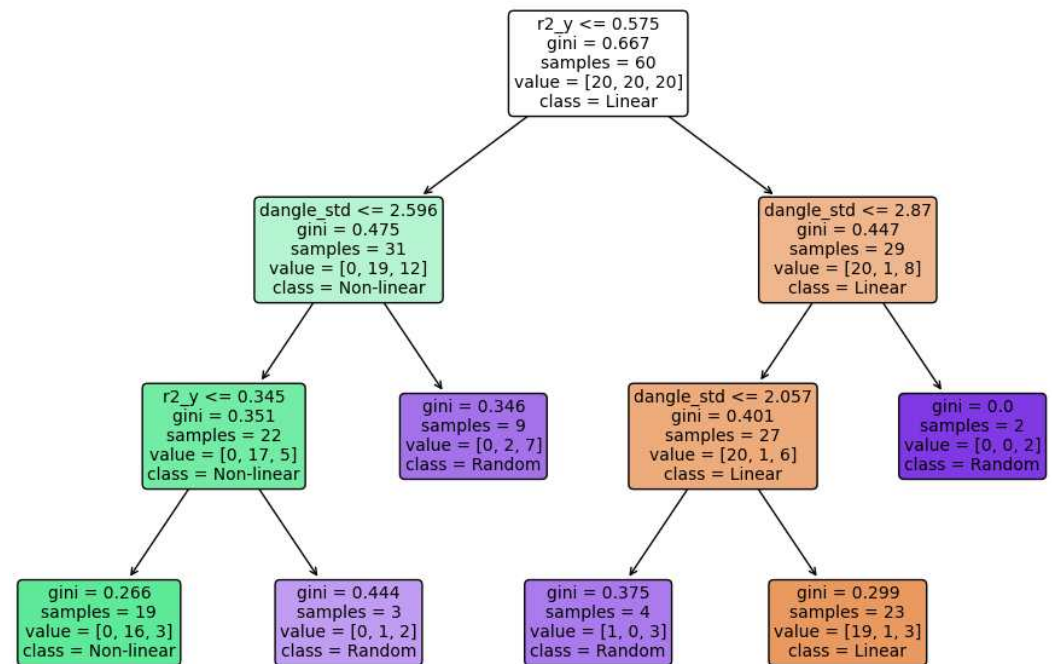 r2_y <= 0.575
gini = 0.667
samples = 60
value = [20, 20, 20]
class = Linear
dangle_std <= 2.596
gini = 0.475
samples = 31
value = [0, 19, 12]
class = Non-linear
dangle_std <= 2.87
gini = 0.447
samples = 29
value = [20, 1, 8]
class = Linear
r2_y <= 0.345
gini = 0.351
samples = 22
value = [0, 17, 5]
class = Non-linear
gini = 0.346
samples = 9
value = [0, 2, 7]
class = Random
dangle_std <= 2.057
gini = 0.401
samples = 27
value = [20, 1, 6]
class = Linear
gini = 0.0
samples = 2
value = [0, 0, 2]
class = Random
gini = 0.266
samples = 19
value = [0, 16, 3]
class = Non-linear
gini = 0.444
samples = 3
value = [0, 1, 2]
class = Random
gini = 0.375
samples = 4
value = [1, 0, 3]
class = Random
gini = 0.299
samples = 23
value = [19, 1, 3]
class = Linear